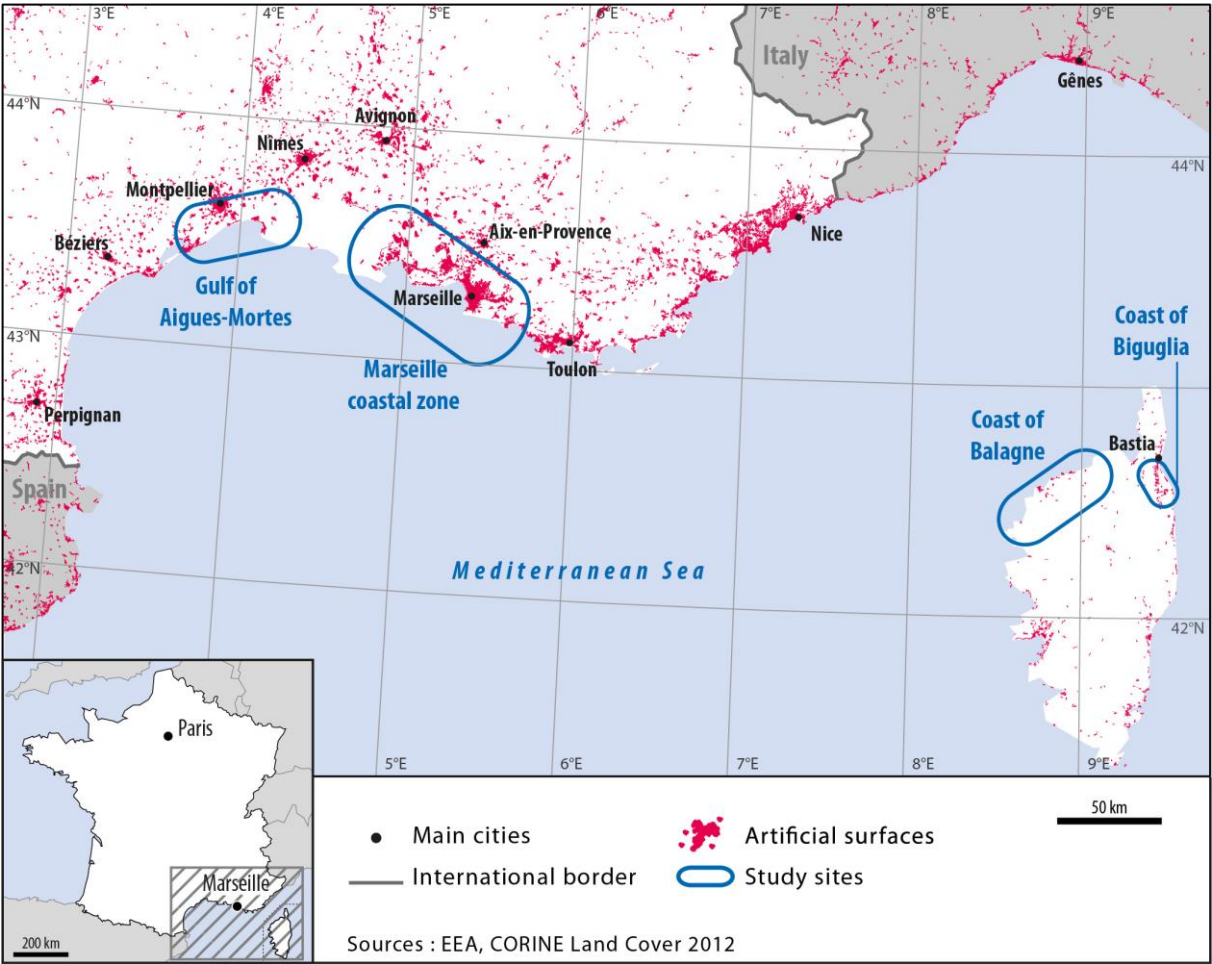 3°E
4°E
5°E
6°E
7°E
8°E
9°E
Italy
Gênes
44°N
Avignon
Nîmes
44°N
Montpellier
Aix-en-Provence
Nice
Béziers
Gulf of
Aigues-Mortes
Marseille
43°N
Coast of
Biguglia
Toulon
Marseille
coastal zone
Perpignan
Coast of
Balagne
Bastia
Spain
42°N
Mediterranean Sea
42°N
5°E
6°E
7°E
8°E
9°E
Paris
Marseille
200 km
Main cities
Artificial surfaces
50 km
International border
Study sites
Sources : EEA, CORINE Land Cover 2012